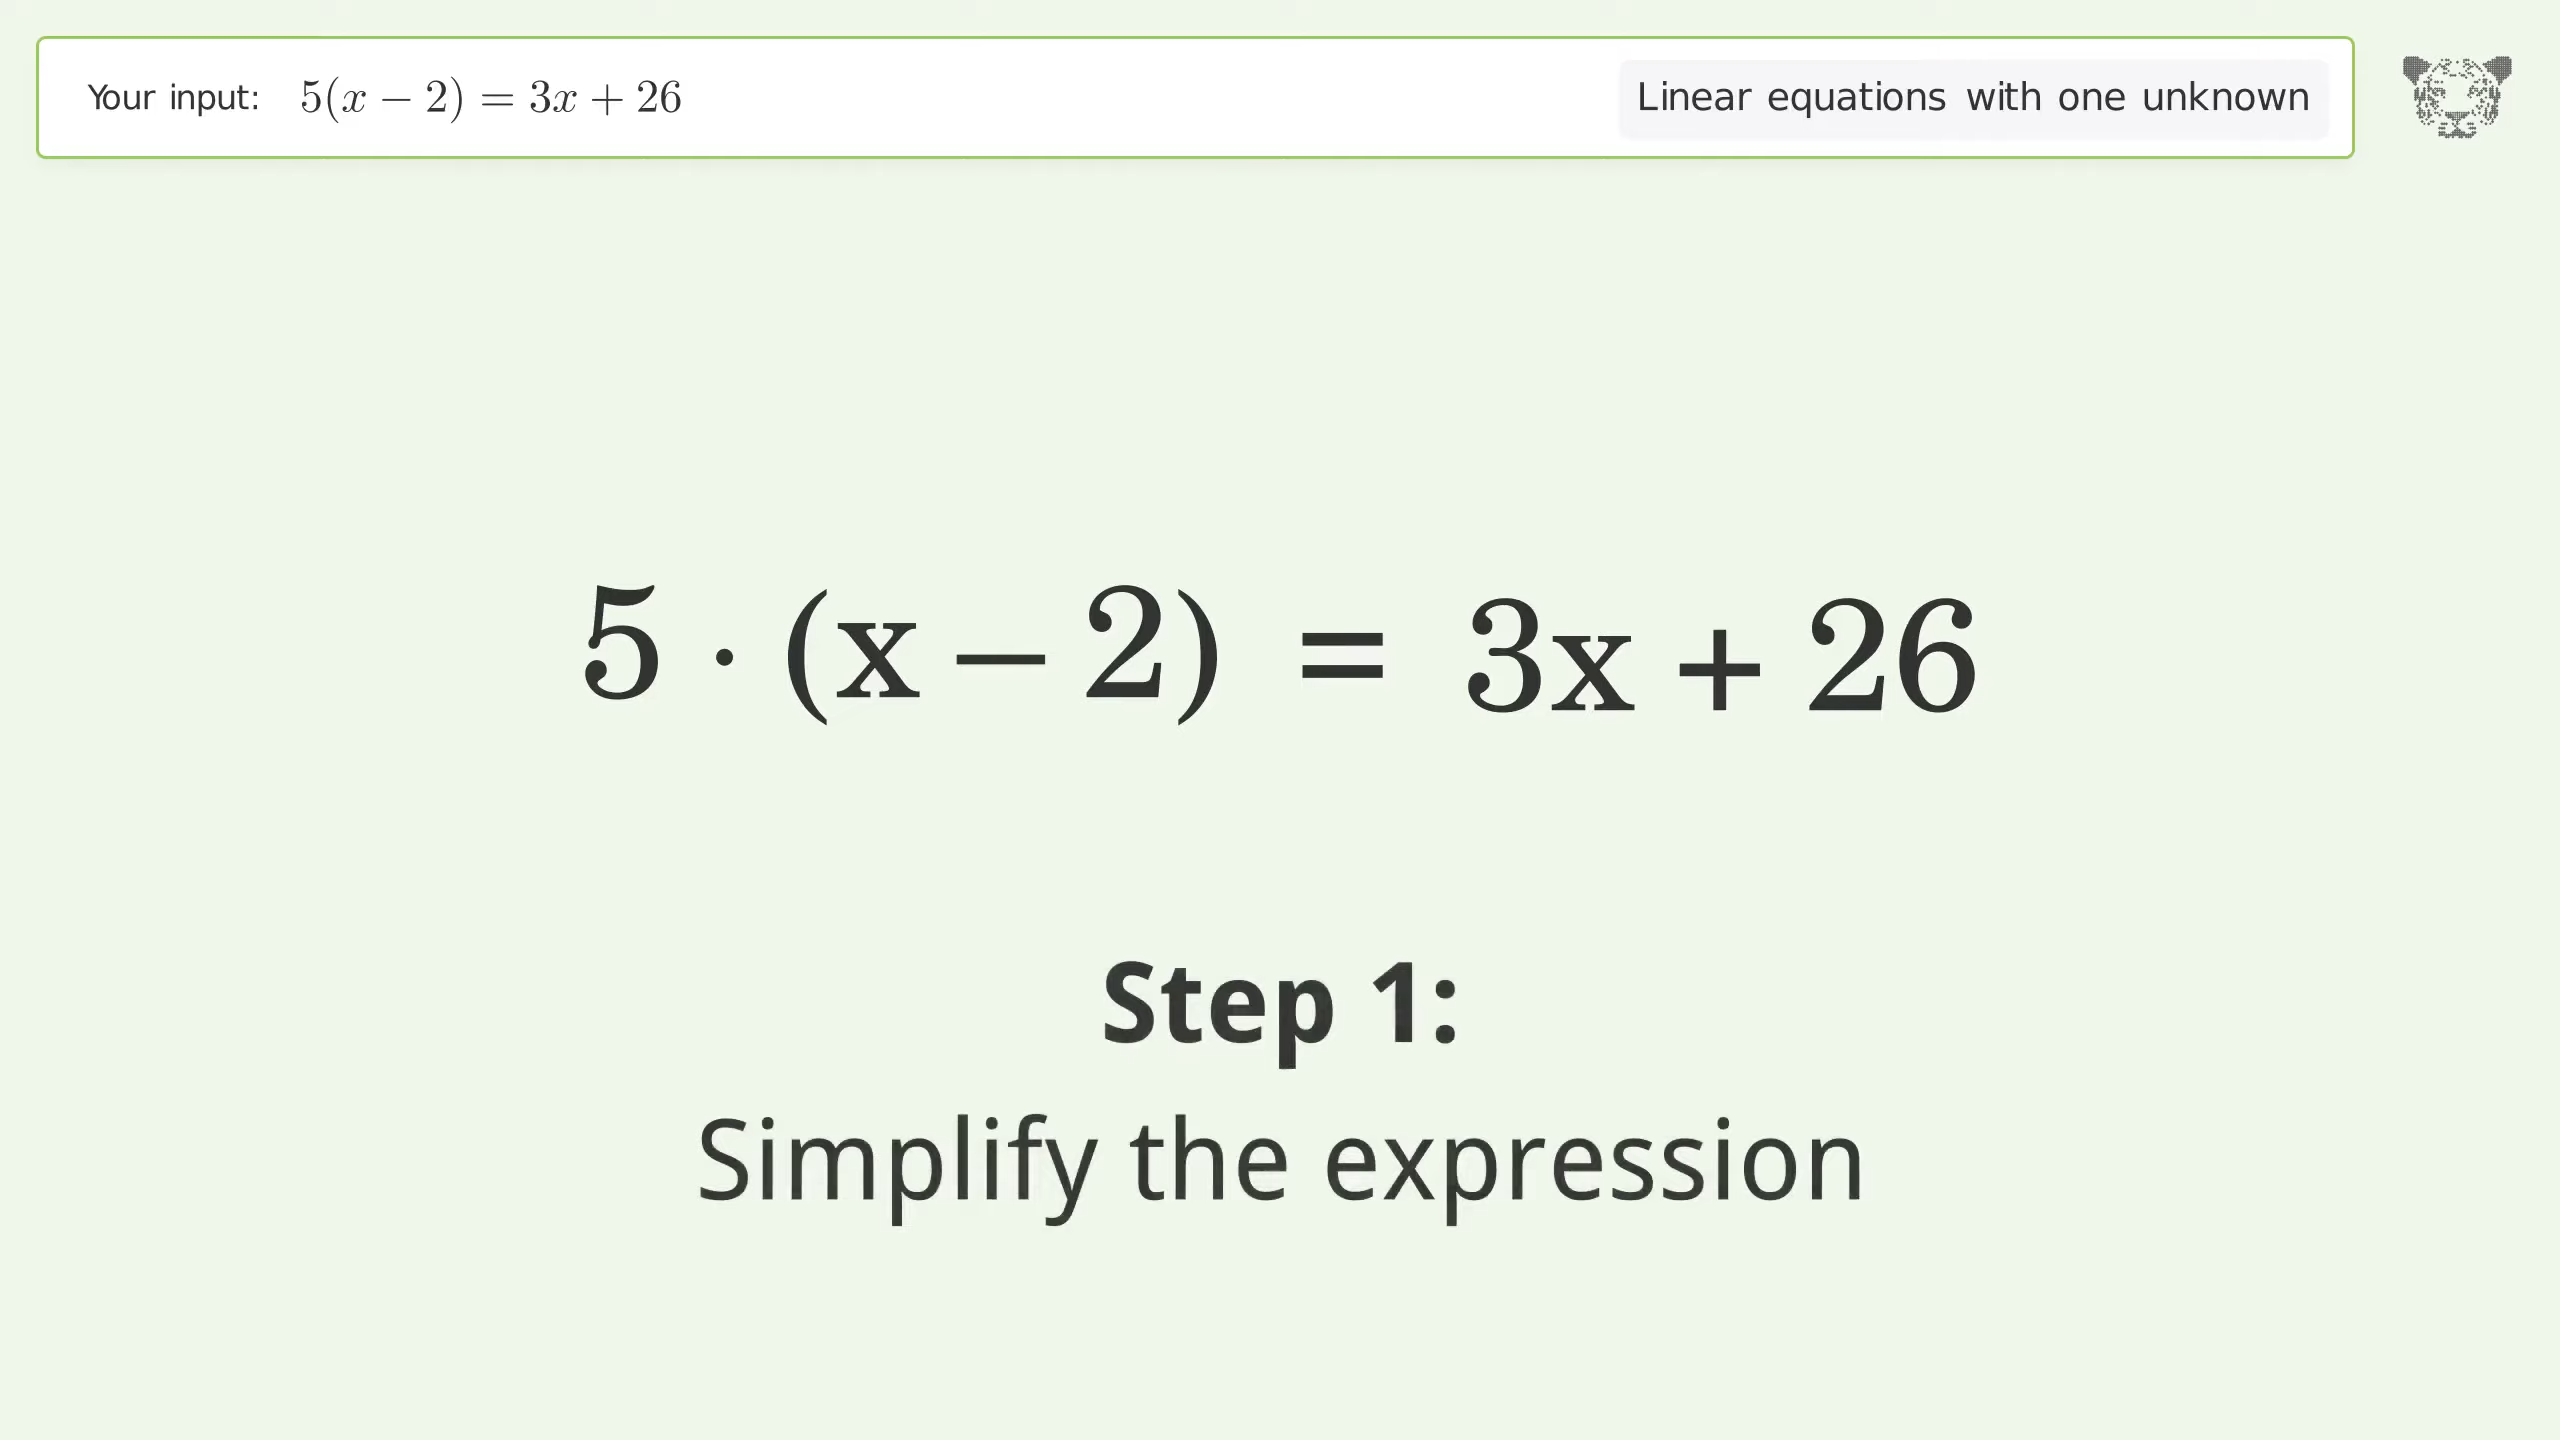 Your input: 5(x − 2) = 3x + 26
Linear equations with one unknown
5 · (x − 2) = 3x + 26
Step 1:
Simplify the expression